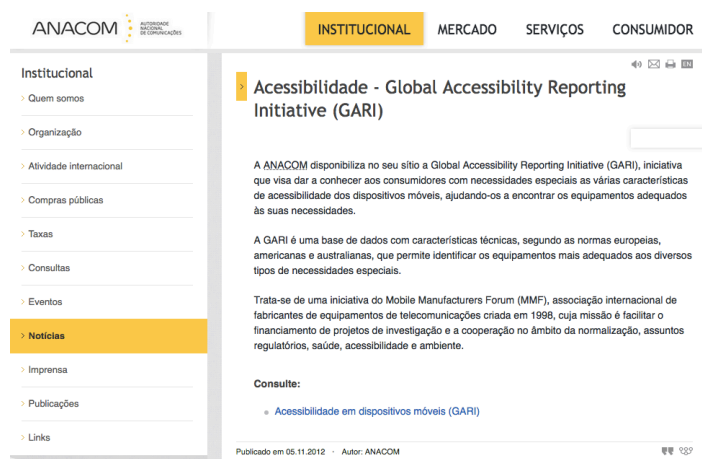 ANACOM
AUTORIDADE
NACIONAL
DE COMUNICAÇÕES
INSTITUCIONAL
MERCADO
SERVIÇOS
CONSUMIDOR
Institucional
> Quem somos
> Organização
> Atividade internacional
> Compras públicas
> Taxas
> Consultas
> Eventos
> Notícias
> Imprensa
> Publicações
> Links
EN
> Acessibilidade - Global Accessibility Reporting
Initiative (GARI)
A ANACOM disponibiliza no seu sítio a Global Accessibility Reporting Initiative (GARI), iniciativa
que visa dar a conhecer aos consumidores com necessidades especiais as várias características
de acessibilidade dos dispositivos móveis, ajudando-os a encontrar os equipamentos adequados
às suas necessidades.
A GARI é uma base de dados com características técnicas, segundo as normas europeias,
americanas e australianas, que permite identificar os equipamentos mais adequados aos diversos
tipos de necessidades especiais.
Trata-se de uma iniciativa do Mobile Manufacturers Forum (MMF), associação internacional de
fabricantes de equipamentos de telecomunicações criada em 1998, cuja missão é facilitar o
financiamento de projetos de investigação e a cooperação no âmbito da normalização, assuntos
regulatórios, saúde, acessibilidade e ambiente.
Consulte:
Acessibilidade em dispositivos móveis (GARI)
Publicado em 05.11.2012 · Autor: ANACOM